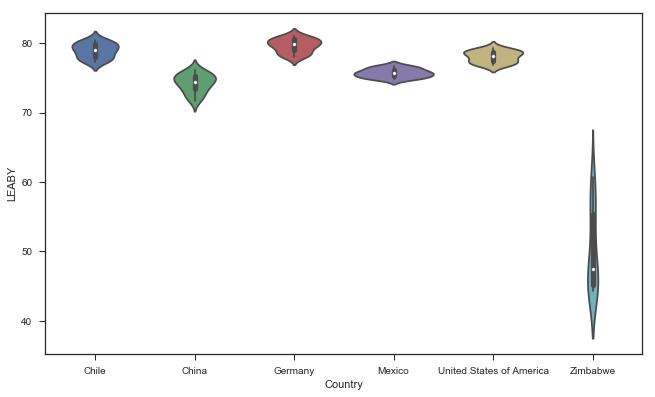 80
70
60
50
40
LEABY
Chile
China
Germany
Mexico
United States of America
Zimbabwe
Country